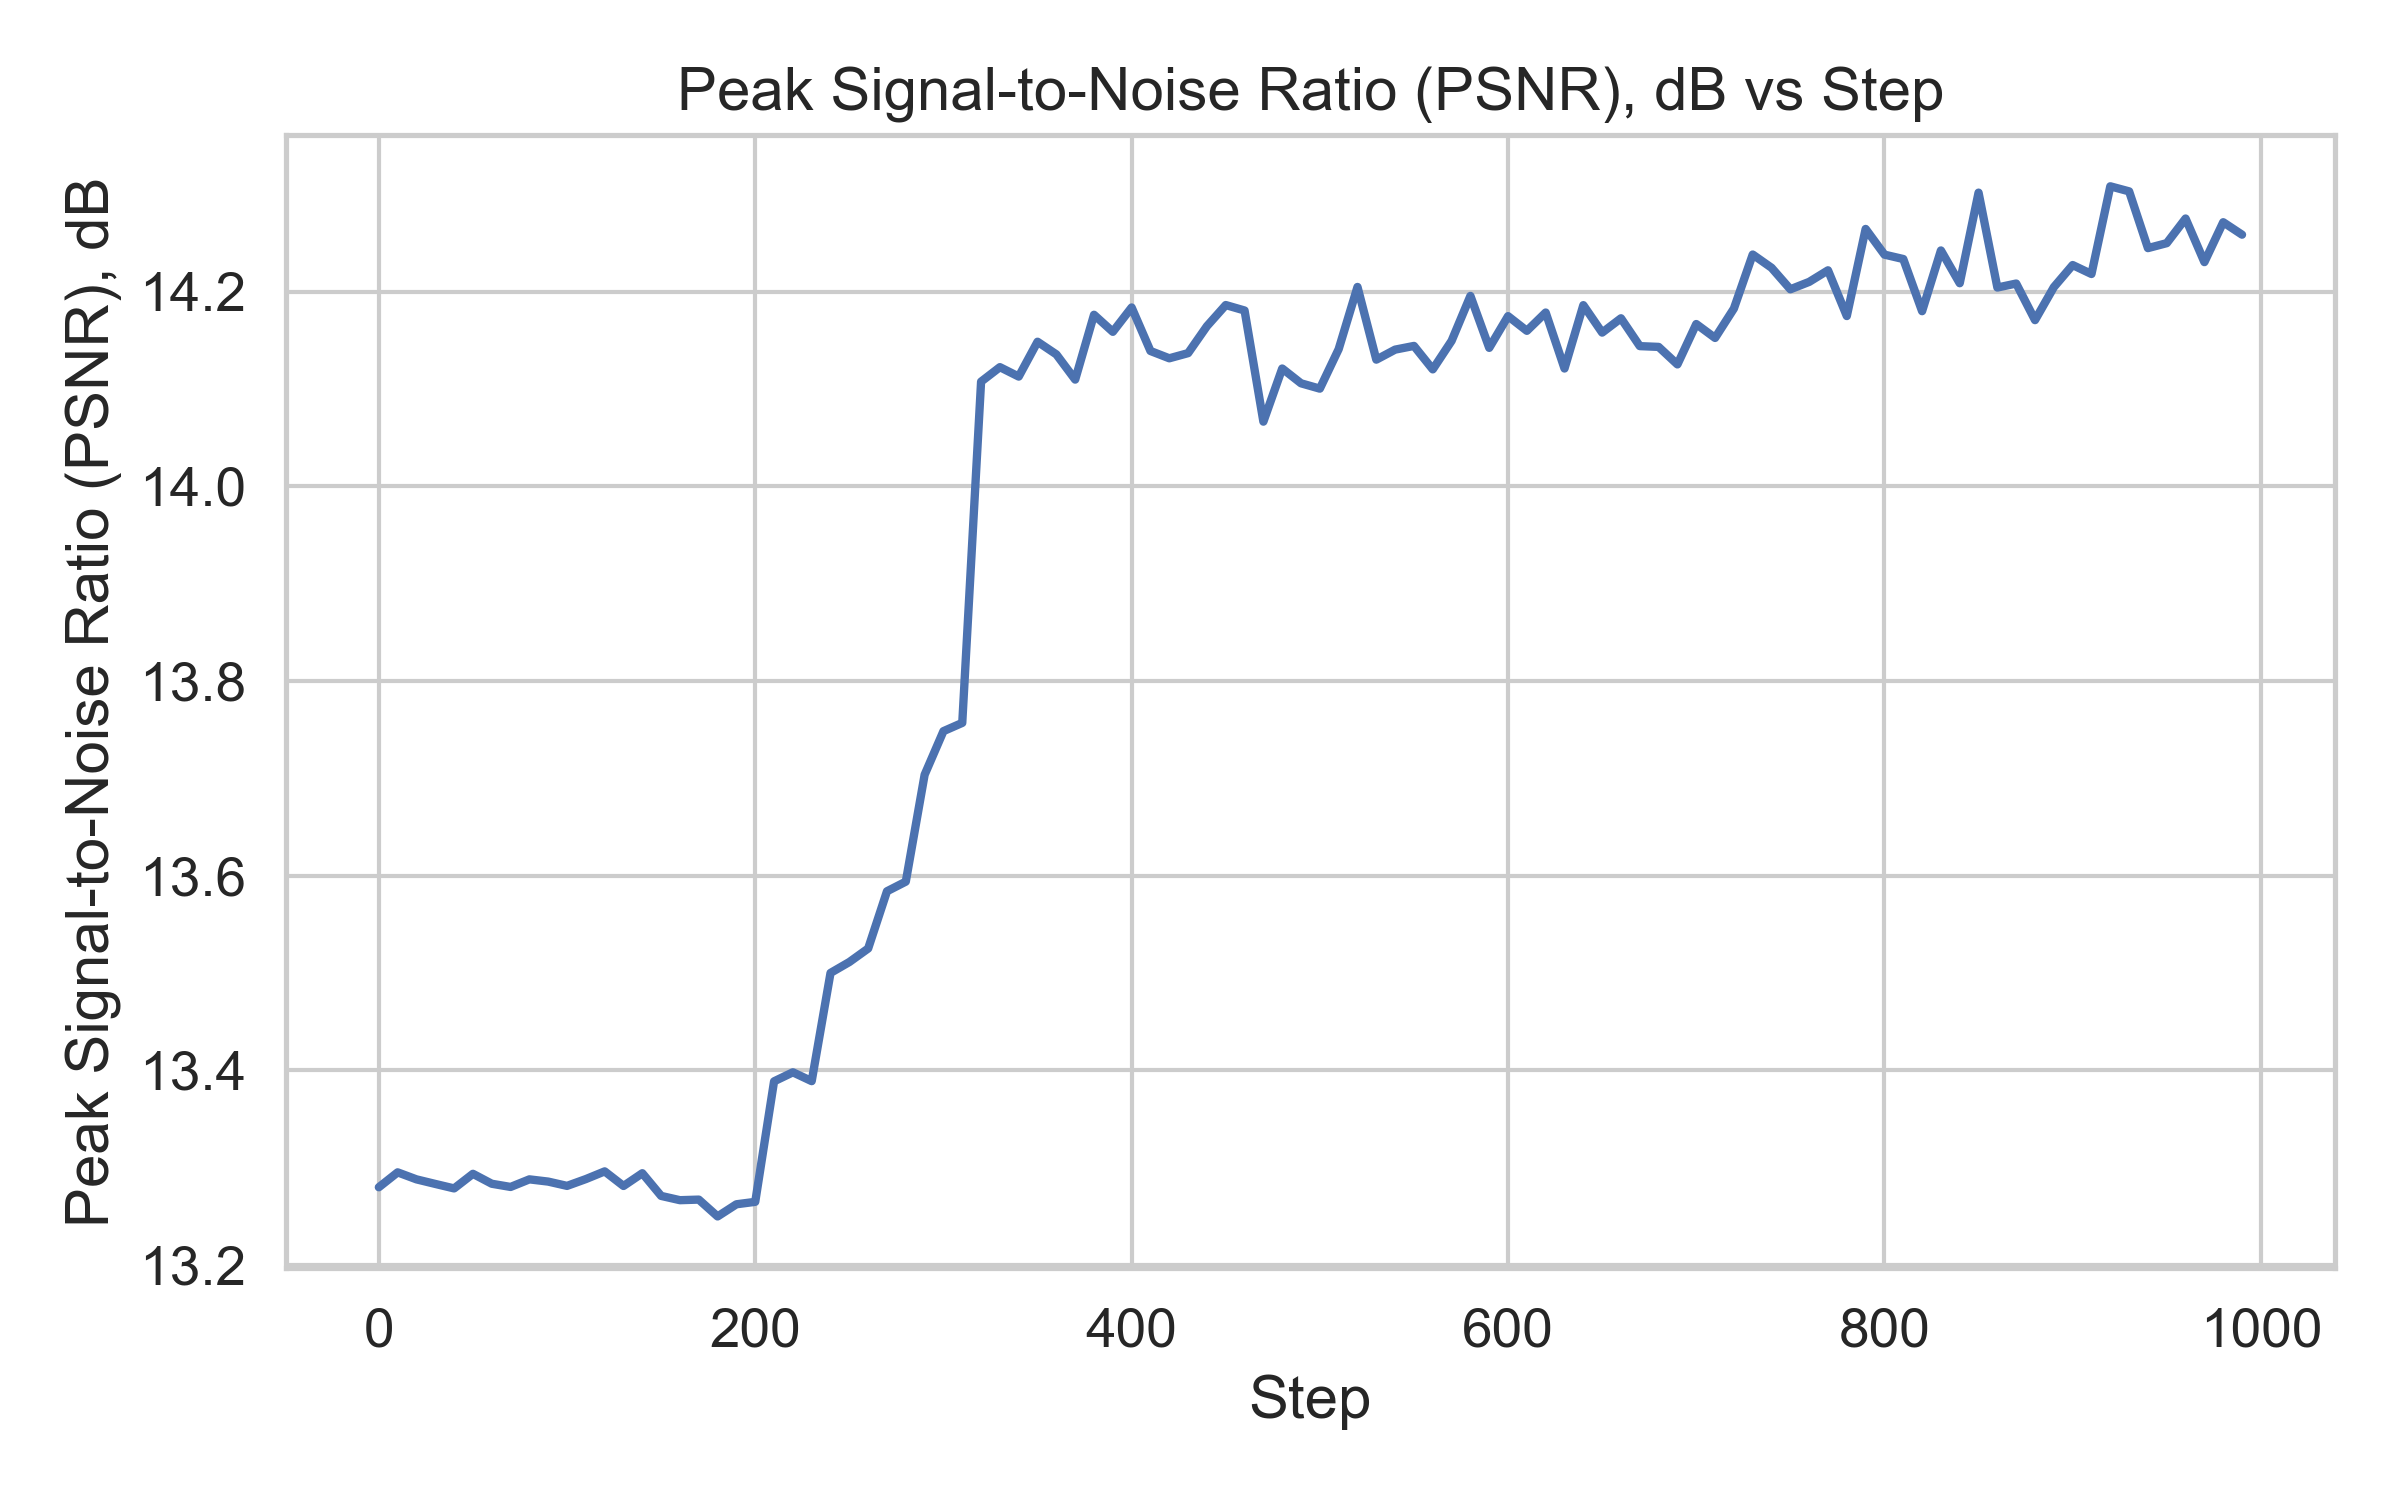 Peak Signal-to-Noise Ratio (PSNR), dB vs Step
Peak Signal-to-Noise Ratio (PSNR), dB
14.2
14.0
13.8
13.6
13.4
13.2
0 200 400 600 800 1000
Step